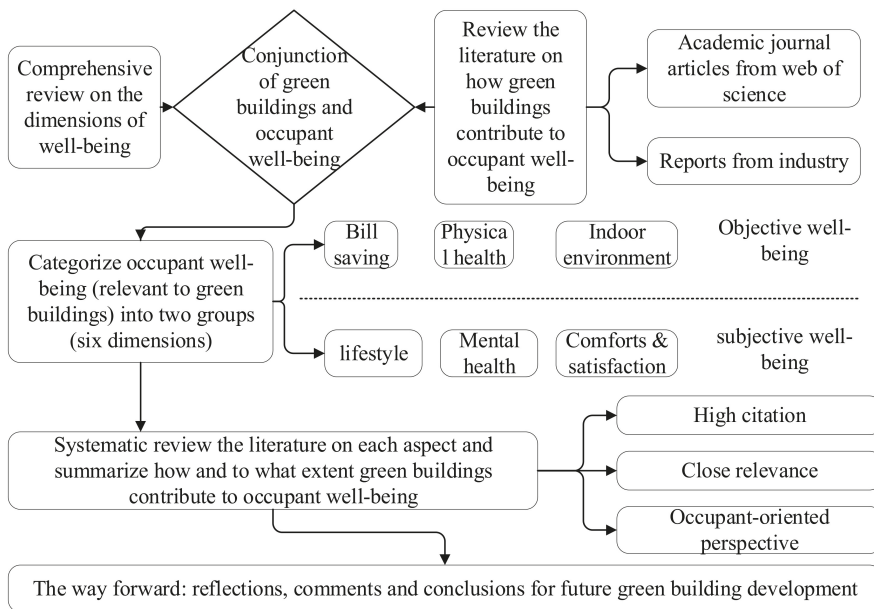 Comprehensive
review on the
dimensions of
well-being
Conjunction
of green
buildings and
occupant
well-being
Review the
literature on
how green
buildings
contribute to
occupant well-
being
Academic journal
articles from web of
science
Reports from industry
Categorize occupant well-
being (relevant to green
buildings) into two groups
(six dimensions)
Bill
saving
Physica
l health
Indoor
environment
Objective well-
being
lifestyle
Mental
health
Comforts &
satisfaction
subjective well-
being
Systematic review the literature on each aspect and
summarize how and to what extent green buildings
contribute to occupant well-being
High citation
Close relevance
Occupant-oriented
perspective
The way forward: reflections, comments and conclusions for future green building development